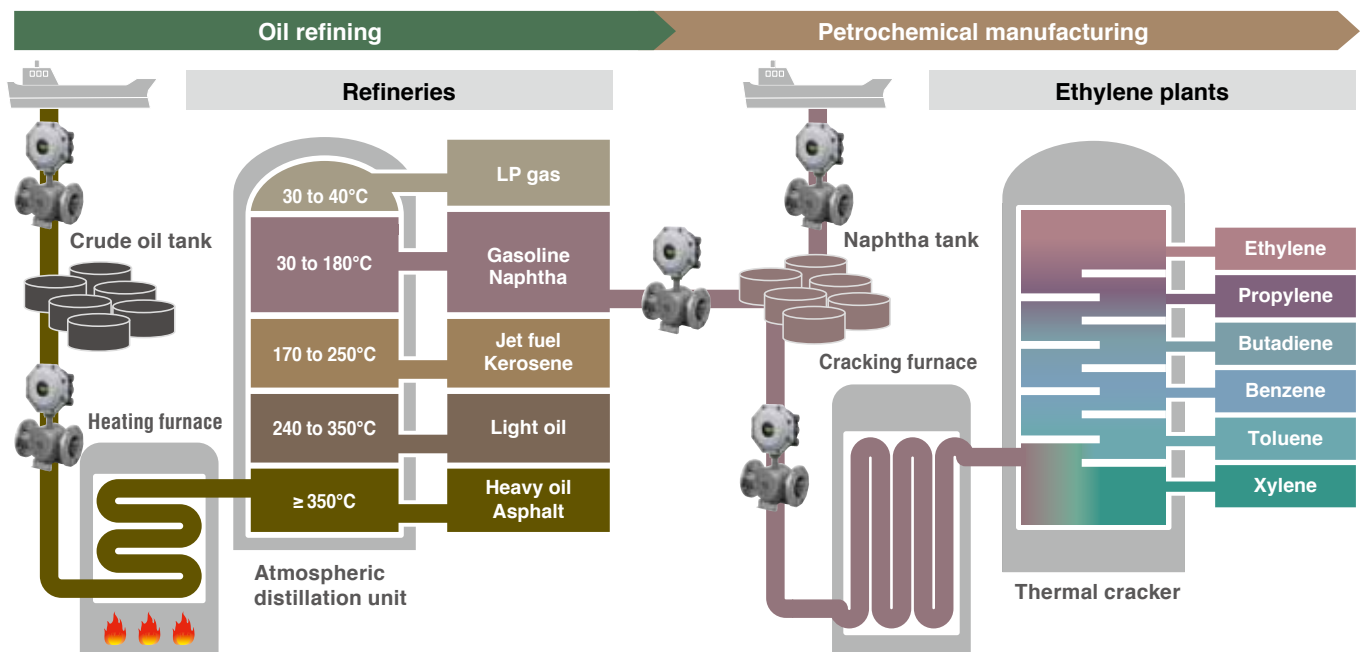 Oil refining
Petrochemical manufacturing
Refineries
Ethylene plants
LP gas
30 to 40°C
Crude oil tank
30 to 180°C
Gasoline
Naphtha
Naphtha tank
Ethylene
Propylene
Jet fuel
Kerosene
170 to 250°C
Cracking furnace
Butadiene
Benzene
Heating furnace
240 to 350°C
Light oil
Toluene
≥ 350°C
Heavy oil
Asphalt
Xylene
Atmospheric
distillation unit
Thermal cracker